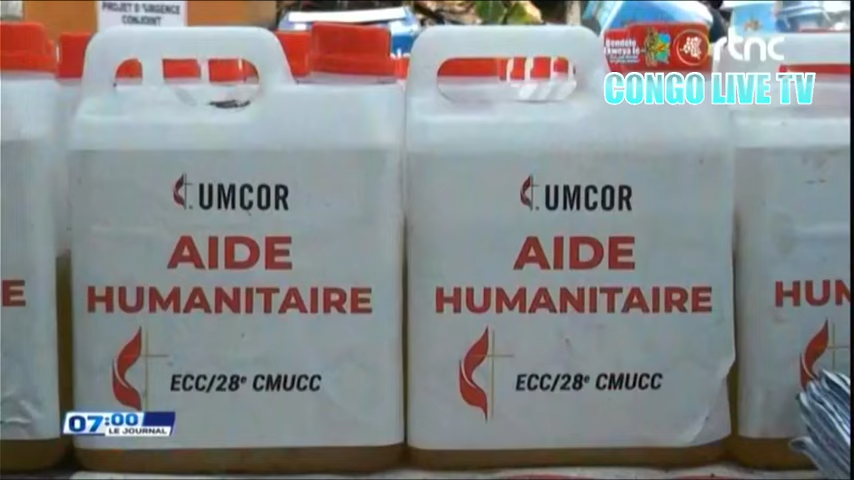 PROJET D'URGENCE
CONJOINT
rtnc
CONGO LIVE TV
UMCOR
AIDE
HUMANITAIRE
ECC/28e CMUCC
UMCOR
AIDE
HUMANITAIRE
ECC/28e CMUCC
E
HUM
07:00
LE JOURNAL